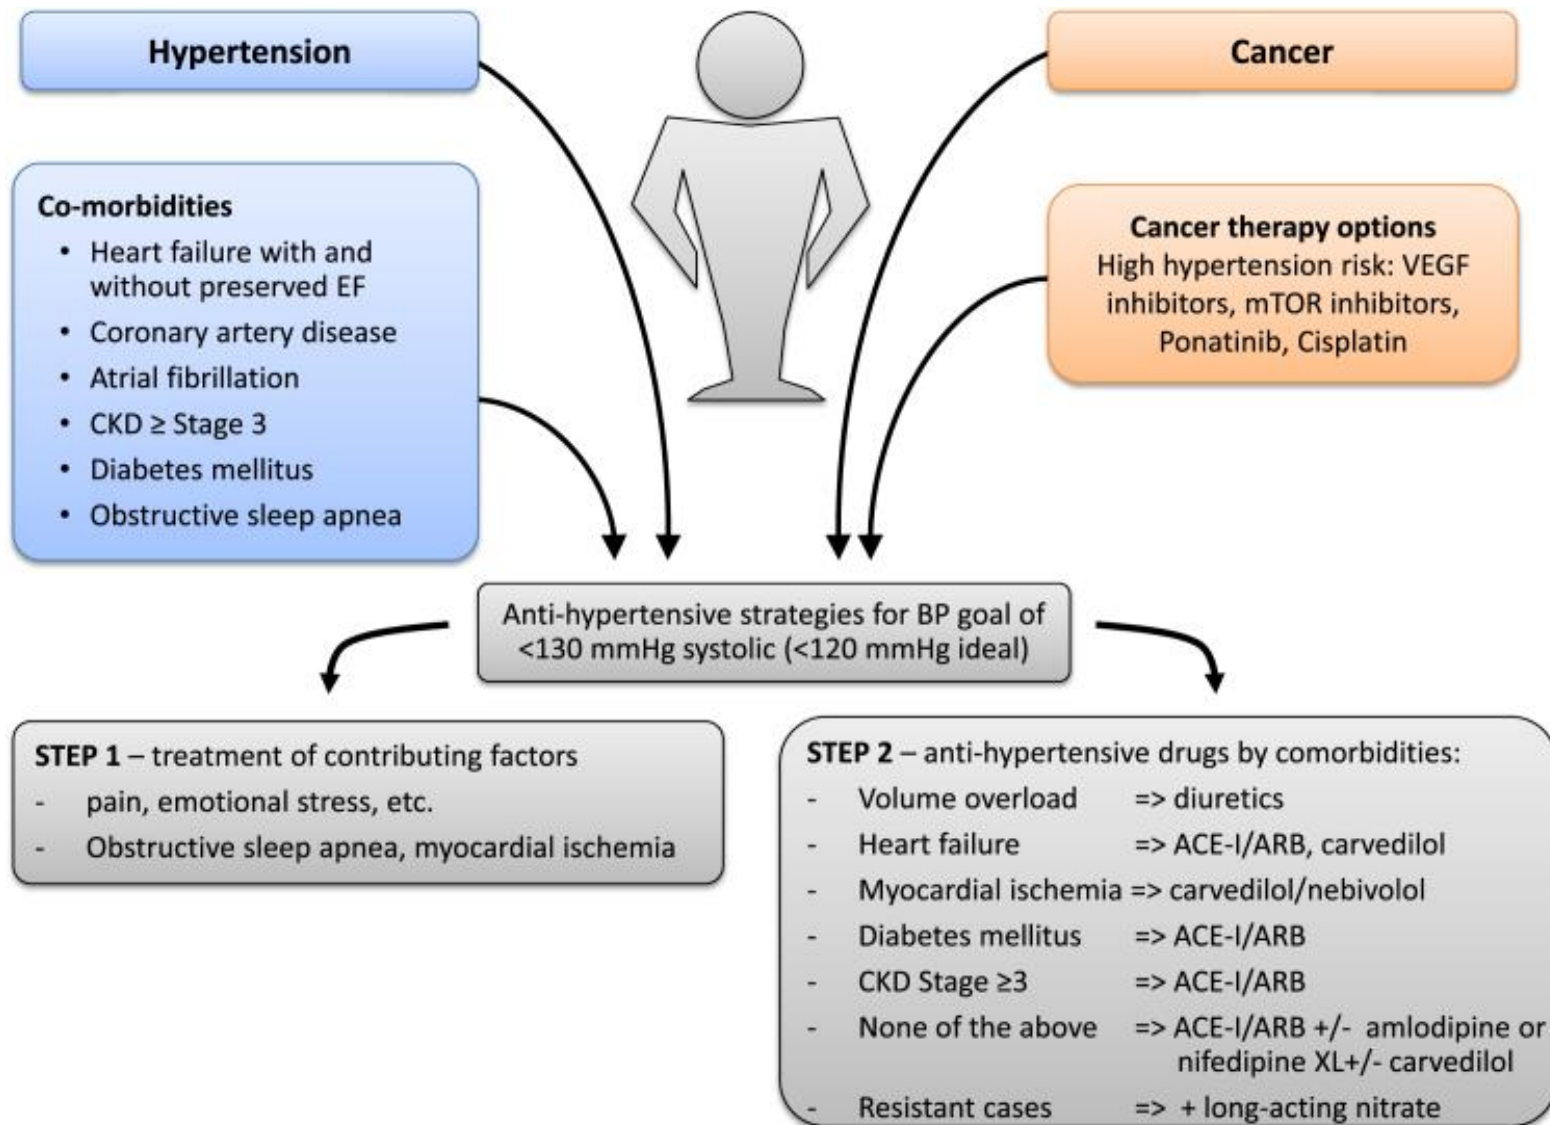 Hypertension
Cancer
Co-morbidities
• Heart failure with and
without preserved EF
• Coronary artery disease
• Atrial fibrillation
• CKD ≥ Stage 3
• Diabetes mellitus
• Obstructive sleep apnea
Cancer therapy options
High hypertension risk: VEGF
inhibitors, mTOR inhibitors,
Ponatinib, Cisplatin
Anti-hypertensive strategies for BP goal of
<130 mmHg systolic (<120 mmHg ideal)
STEP 1 – treatment of contributing factors
- pain, emotional stress, etc.
- Obstructive sleep apnea, myocardial ischemia
STEP 2 – anti-hypertensive drugs by comorbidities:
- Volume overload => diuretics
- Heart failure => ACE-I/ARB, carvedilol
- Myocardial ischemia => carvedilol/nebivolol
- Diabetes mellitus => ACE-I/ARB
- CKD Stage ≥3 => ACE-I/ARB
- None of the above => ACE-I/ARB +/- amlodipine or
nifedipine XL+/- carvedilol
- Resistant cases => + long-acting nitrate